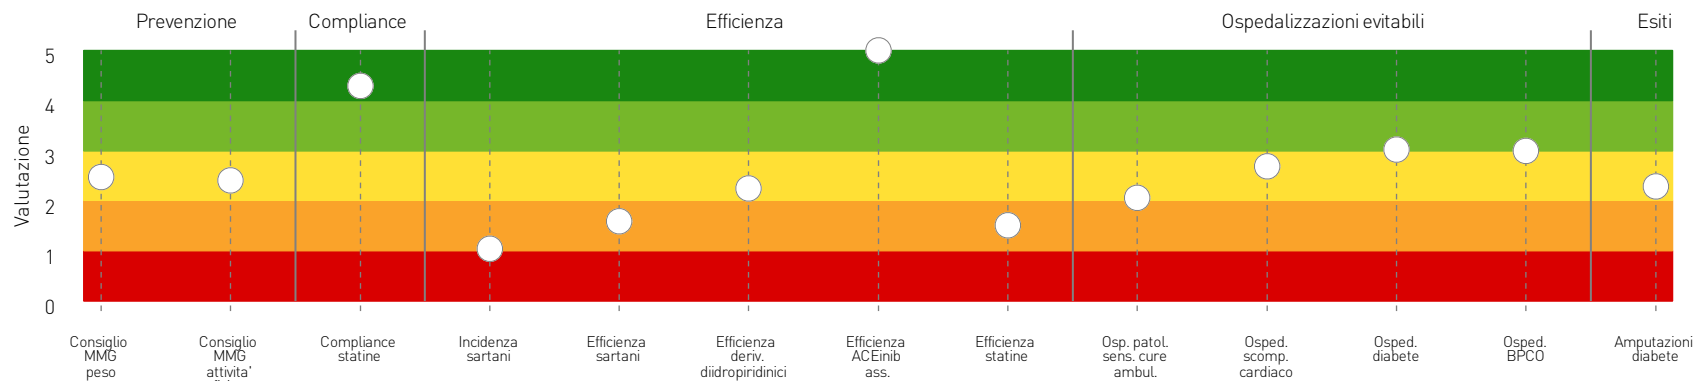 Prevenzione
Compliance
Efficienza
Ospedalizzazioni evitabili
Esiti
Valutazione
5
4
3
2
1
0
Consiglio
MMG
peso
Consiglio
MMG
attivita'
Compliance
statine
Incidenza
sartani
Efficienza
sartani
Efficienza
deriv.
diidropiridinici
Efficienza
ACEinib
ass.
Efficienza
statine
Osp. patol.
sens. cure
ambul.
Osped.
scomp.
cardiaco
Osped.
diabete
Osped.
BPCO
Amputazioni
diabete